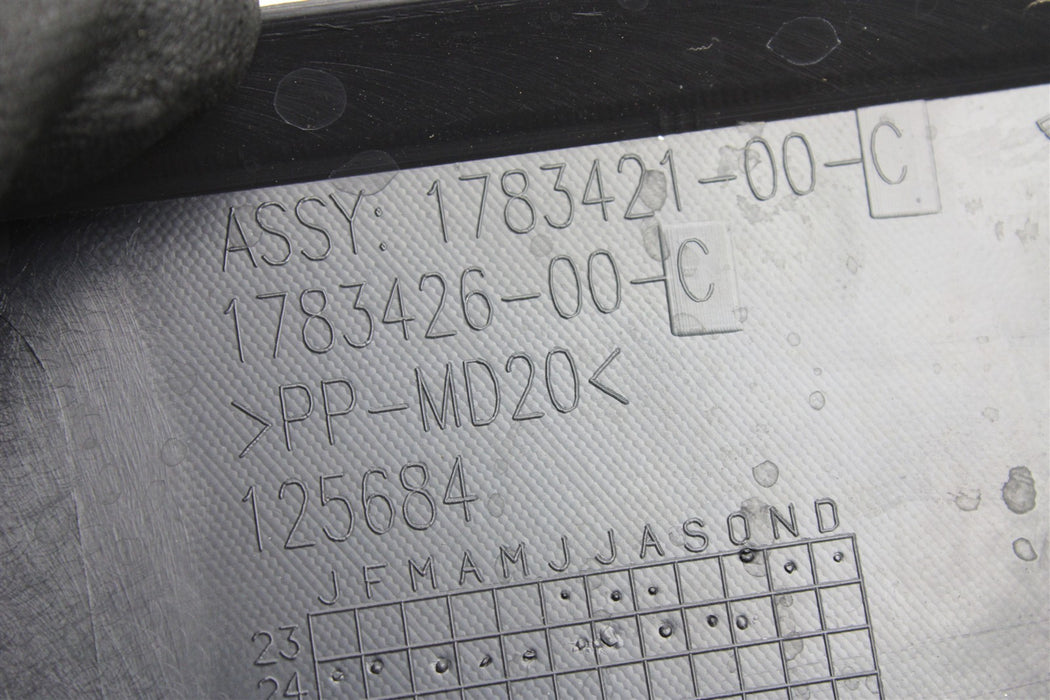 ASSY: 1783421-00-C
1783426-00-C
>PP-MD20<
125684
J F M A M J J A S O N D
23
24